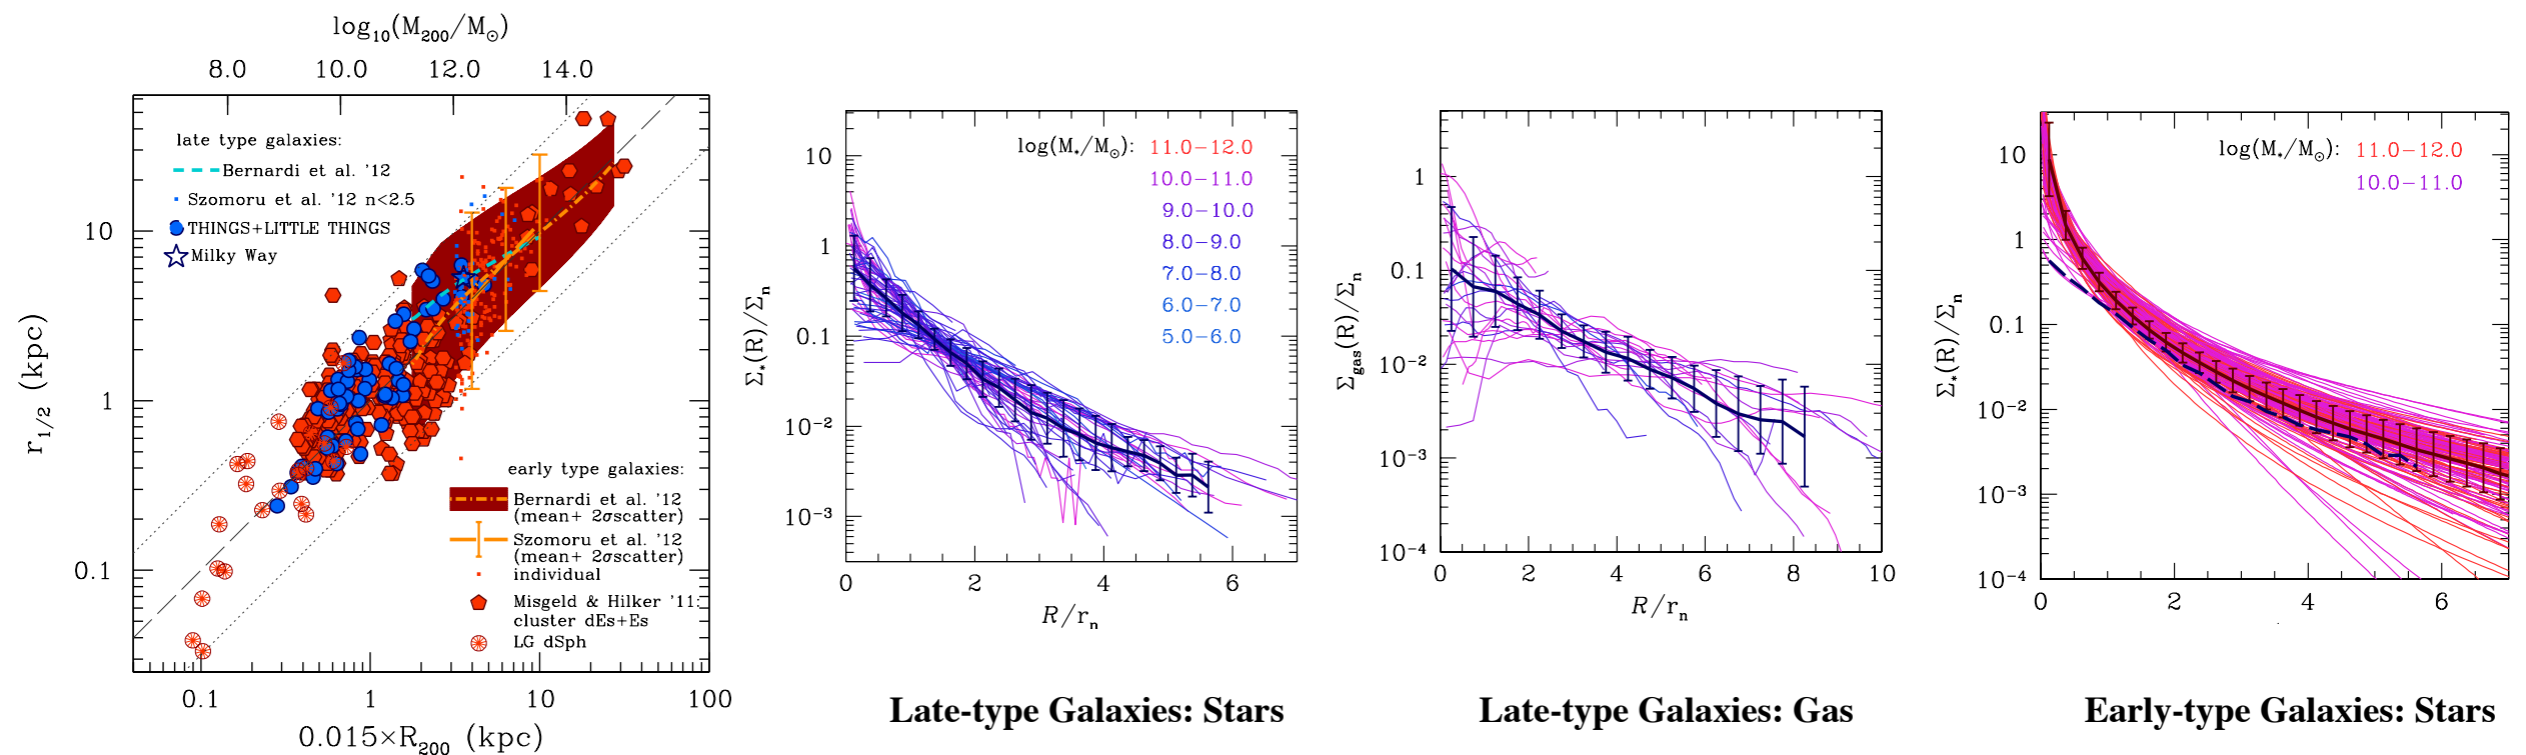 log₁₀(M₂₀₀/M☉)
8.0 10.0 12.0 14.0
late type galaxies:
Bernardi et al. '12
Szomoru et al. '12 n<2.5
THINGS+LITTLE THINGS
Milky Way
early type galaxies:
Bernardi et al. '12
(mean+ 2σscatter)
Szomoru et al. '12
(mean+ 2σscatter)
individual
Misgeld & Hilker '11:
cluster dEs+Es
LG dSph
r₁/₂ (kpc)
10
1
0.1
0.1 1 10 100
0.015×R₂₀₀ (kpc)
log(M*/M☉): 11.0−12.0
10.0−11.0
9.0−10.0
8.0−9.0
7.0−8.0
6.0−7.0
5.0−6.0
Σ*(R)/Σn
10
1
0.1
10⁻²
10⁻³
0 2 4 6
R/rn
Late-type Galaxies: Stars
Σgas(R)/Σn
1
0.1
10⁻²
10⁻³
10⁻⁴
0 2 4 6 8 10
R/rn
Late-type Galaxies: Gas
log(M*/M☉): 11.0−12.0
10.0−11.0
Σ*(R)/Σn
10
1
0.1
10⁻²
10⁻³
10⁻⁴
0 2 4 6
Early-type Galaxies: Stars